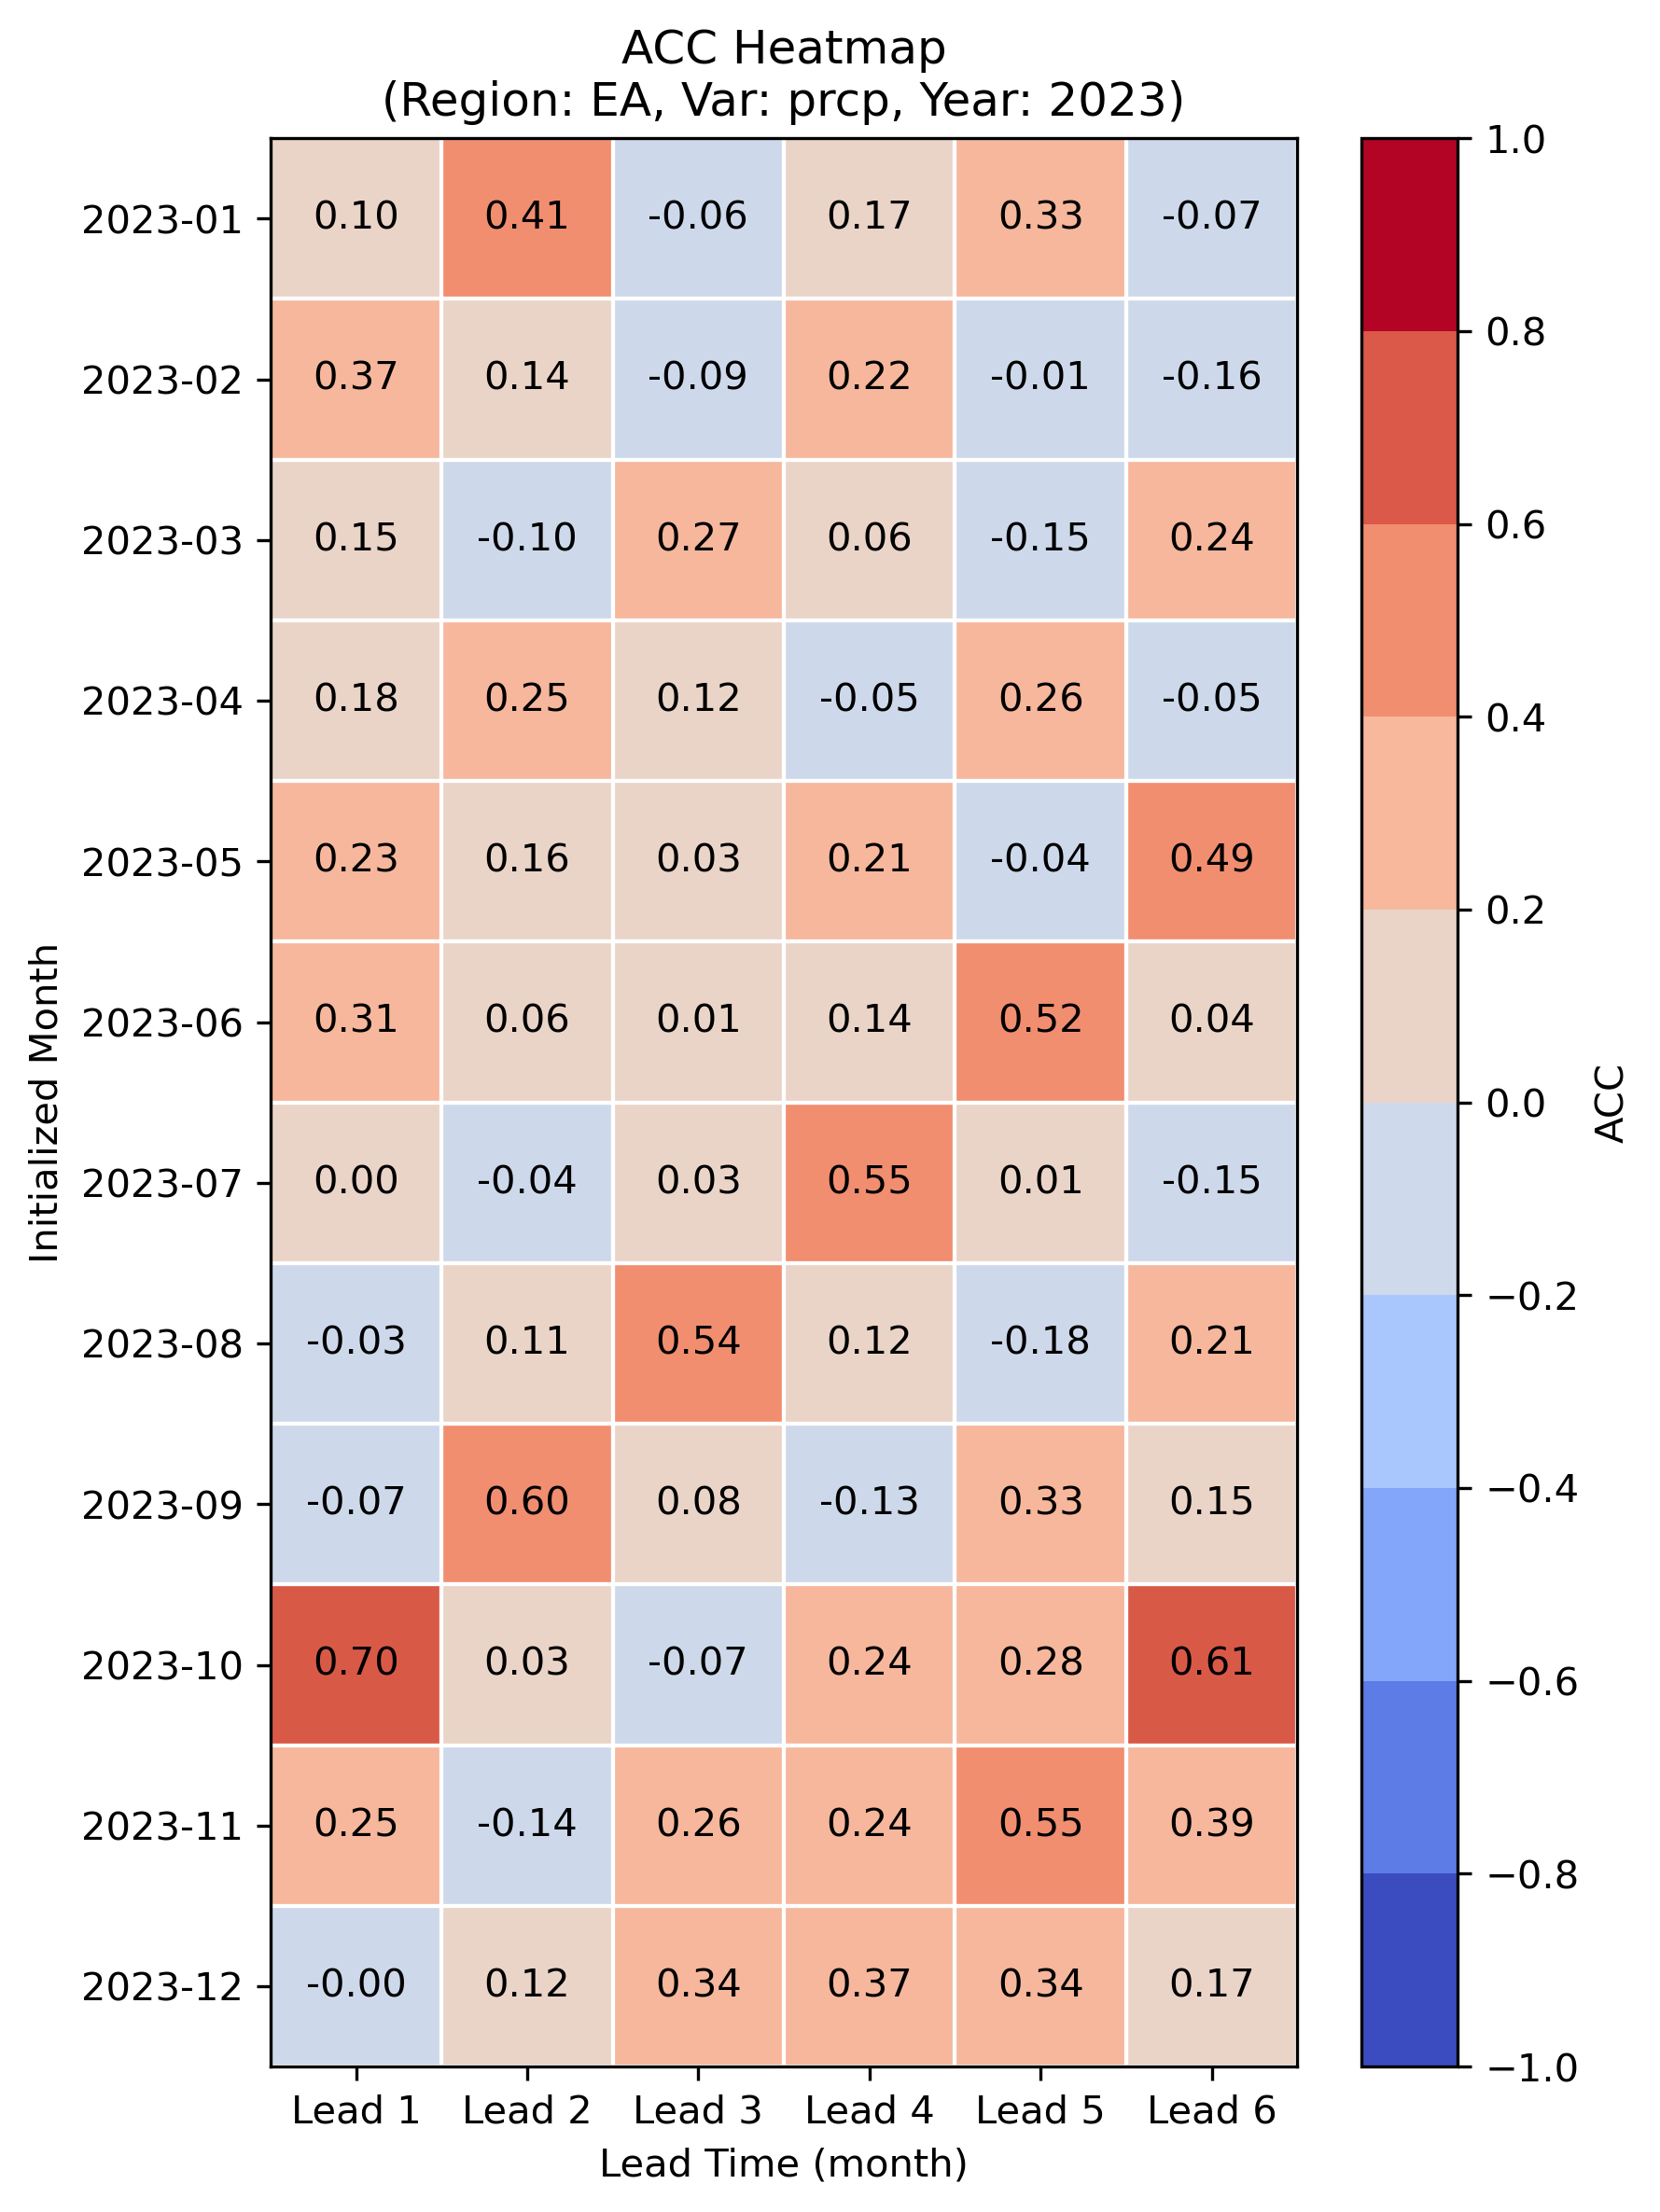 ACC Heatmap
(Region: EA, Var: prcp, Year: 2023)
Initialized Month
2023-01 0.10 0.41 -0.06 0.17 0.33 -0.07
2023-02 0.37 0.14 -0.09 0.22 -0.01 -0.16
2023-03 0.15 -0.10 0.27 0.06 -0.15 0.24
2023-04 0.18 0.25 0.12 -0.05 0.26 -0.05
2023-05 0.23 0.16 0.03 0.21 -0.04 0.49
2023-06 0.31 0.06 0.01 0.14 0.52 0.04
2023-07 0.00 -0.04 0.03 0.55 0.01 -0.15
2023-08 -0.03 0.11 0.54 0.12 -0.18 0.21
2023-09 -0.07 0.60 0.08 -0.13 0.33 0.15
2023-10 0.70 0.03 -0.07 0.24 0.28 0.61
2023-11 0.25 -0.14 0.26 0.24 0.55 0.39
2023-12 -0.00 0.12 0.34 0.37 0.34 0.17
Lead 1 Lead 2 Lead 3 Lead 4 Lead 5 Lead 6
Lead Time (month)
1.0
0.8
0.6
0.4
0.2
0.0
−0.2
−0.4
−0.6
−0.8
−1.0
ACC